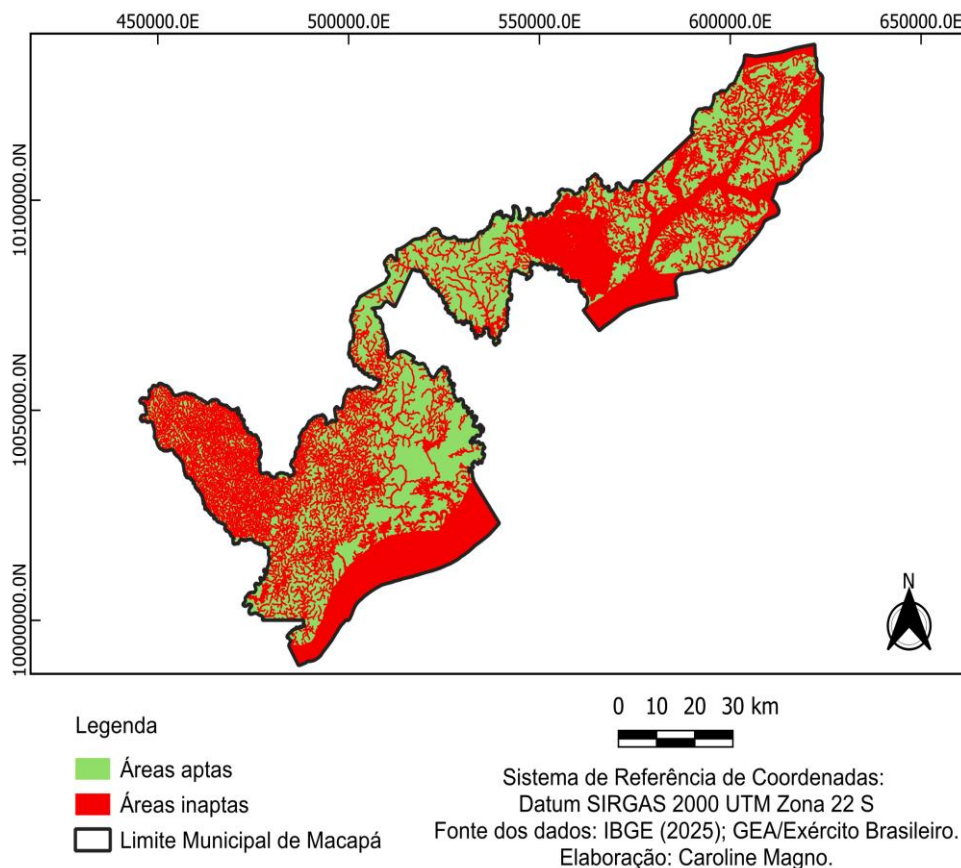 450000.0E 500000.0E 550000.0E 600000.0E 650000.0E
10100000.0N
10050000.0N
10000000.0N
N
Legenda
Áreas aptas
Áreas inaptas
Limite Municipal de Macapá
0 10 20 30 km
Sistema de Referência de Coordenadas:
Datum SIRGAS 2000 UTM Zona 22 S
Fonte dos dados: IBGE (2025); GEA/Exército Brasileiro.
Elaboração: Caroline Magno.